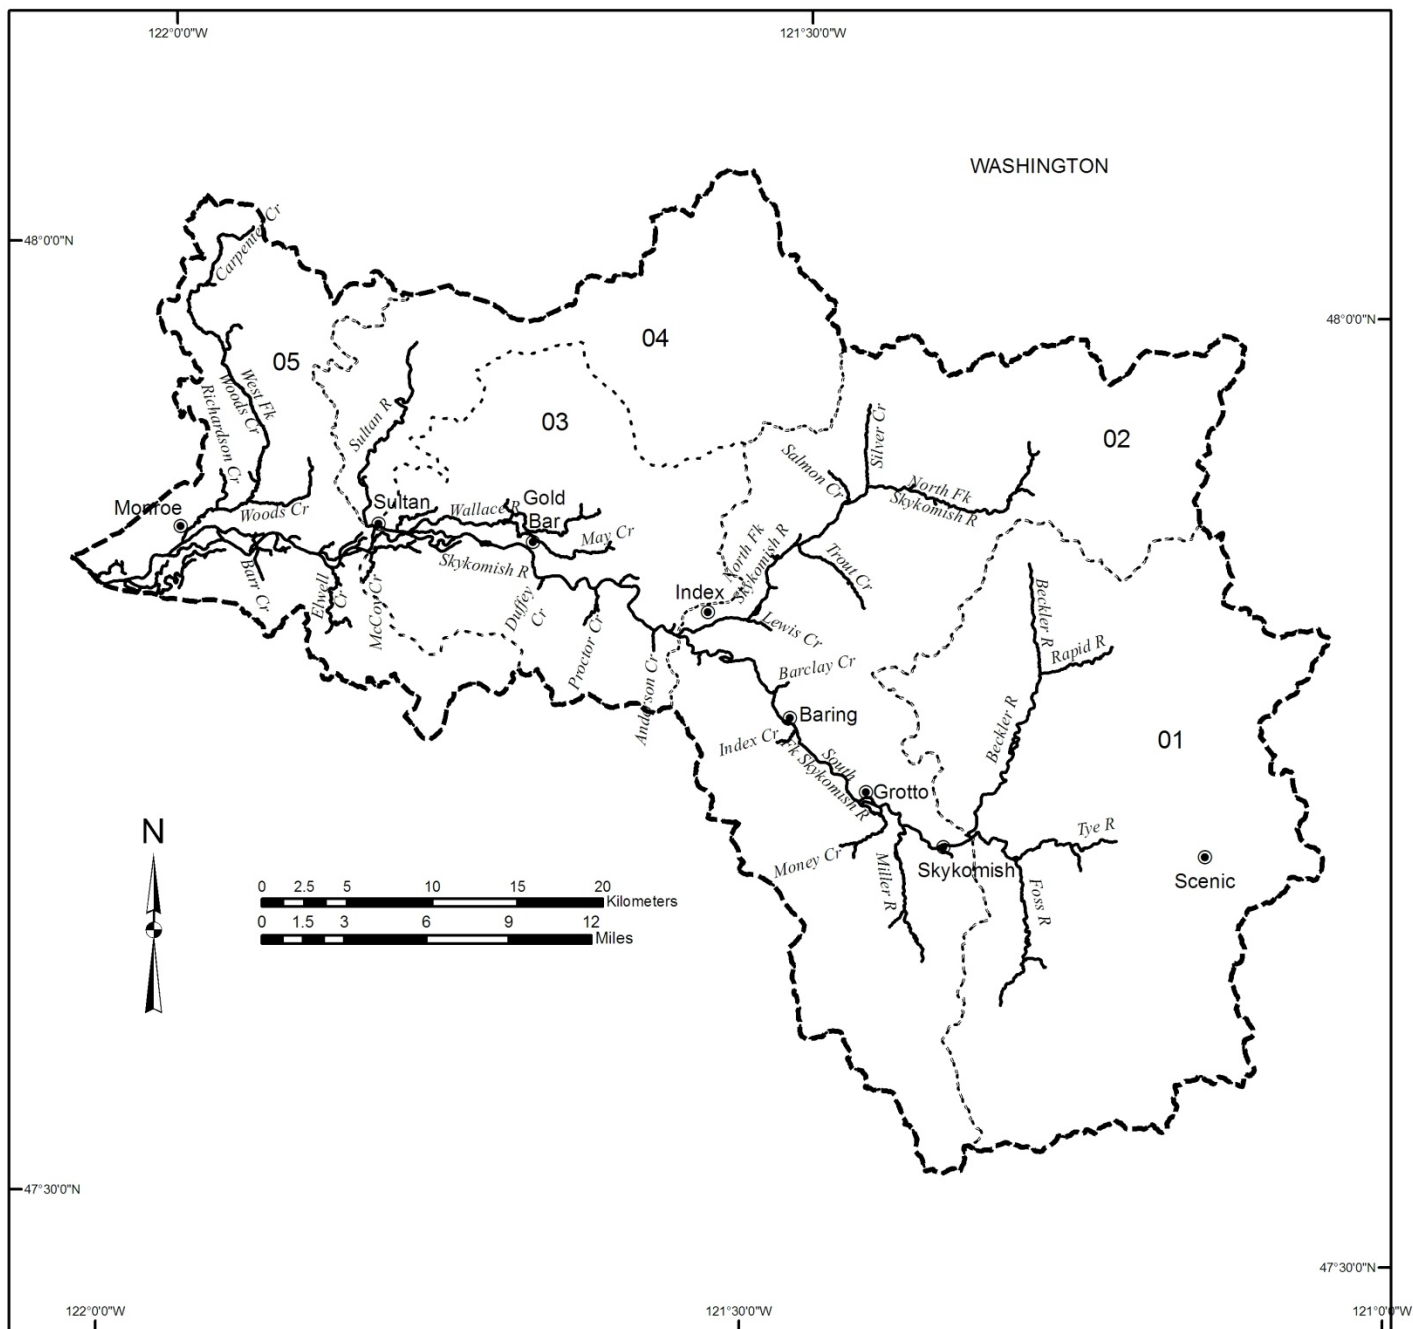 122°0'0"W
121°30'0"W
WASHINGTON
48°0'0"N
48°0'0"N
Carpenter Cr
04
05
03
02
West Fk
Woods Cr
Richardson Cr
Sultan R
Silver Cr
Salmon Cr
North Fk
Skykomish R
Monroe
Woods Cr
Sultan
Wallace R
Gold
Bar
May Cr
Skykomish R
Barr Cr
Elwell
Cr
McCoy Cr
Duffey
Cr
Proctor Cr
Anderson Cr
North Fk
Skykomish R
Trout Cr
Index
Lewis Cr
Barclay Cr
Beckler R
Rapid R
Baring
Index Cr
South
Fk Skykomish R
Beckler R
01
Grotto
Money Cr
Miller R
Skykomish
Tye R
Foss R
Scenic
N
0 2.5 5 10 15 20
Kilometers
0 1.5 3 6 9 12
Miles
47°30'0"N
47°30'0"N
122°0'0"W
121°30'0"W
121°0'0"W